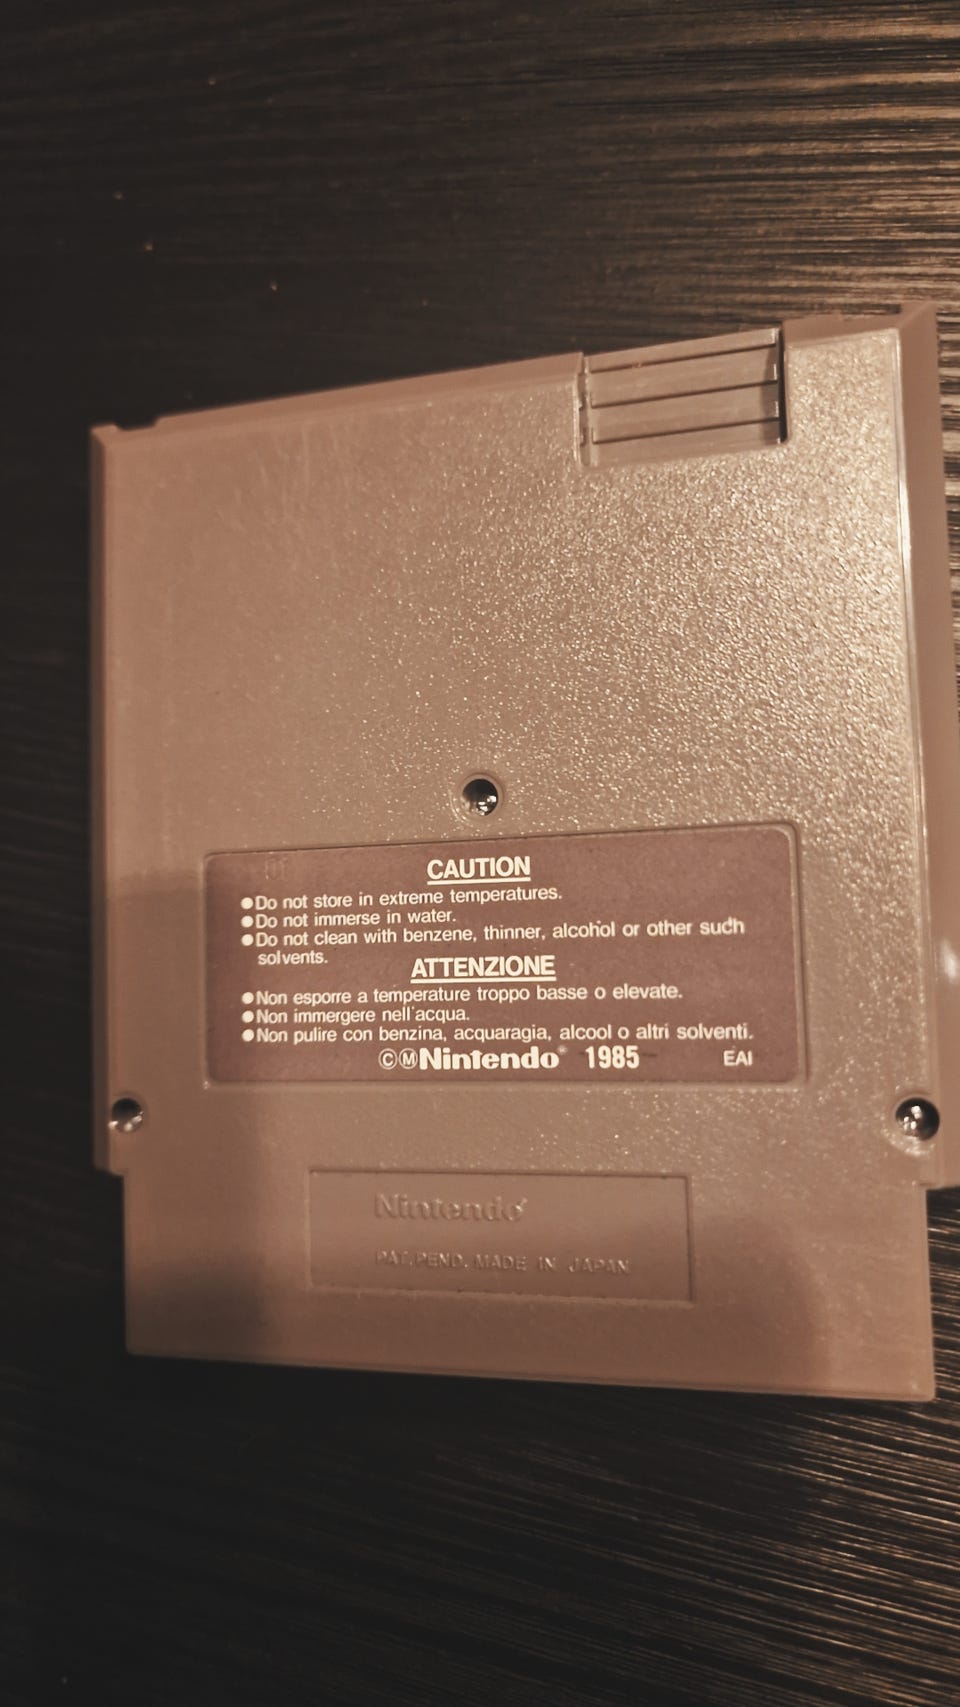 CAUTION
●Do not store in extreme temperatures.
●Do not immerse in water.
●Do not clean with benzene, thinner, alcohol or other such
solvents.
ATTENZIONE
●Non esporre a temperature troppo basse o elevate.
●Non immergere nell'acqua.
●Non pulire con benzina, acquaragia, alcool o altri solventi.
©ⓂNintendo® 1985 EAI
Nintendo®
PAT.PEND. MADE IN JAPAN